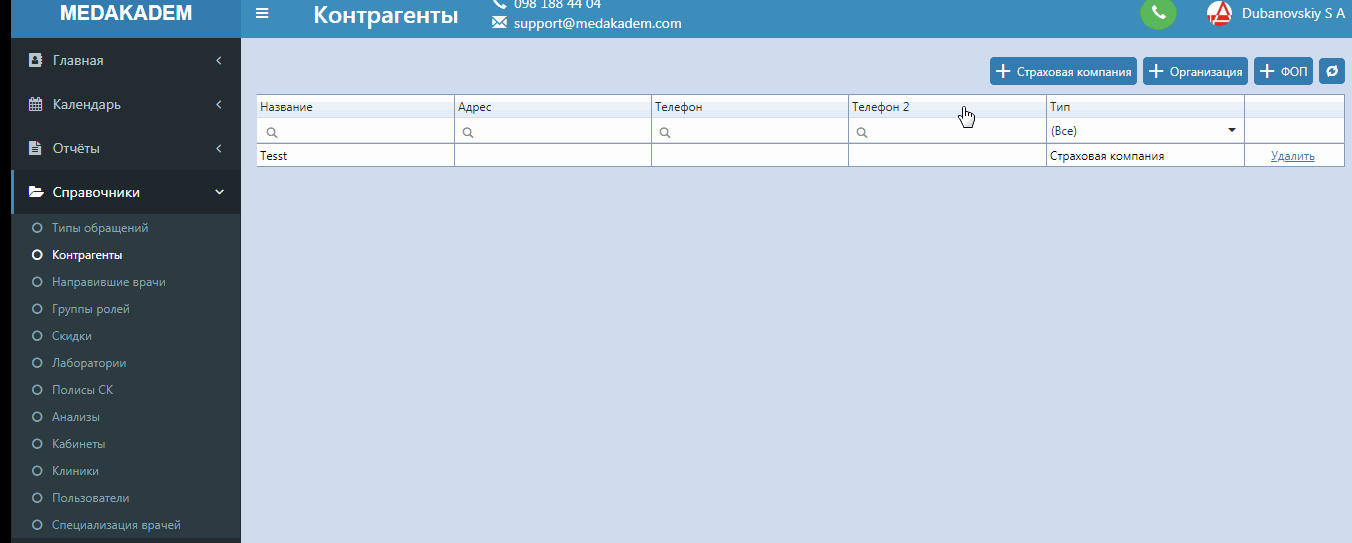 MEDAKADEM
Контрагенты
098 188 44 04
support@medakadem.com
Dubanovskiy S A
Главная
Календарь
Отчёты
Справочники
Типы обращений
Контрагенты
Направившие врачи
Группы ролей
Скидки
Лаборатории
Полисы СК
Анализы
Кабинеты
Клиники
Пользователи
Специализация врачей
Страховая компания
Организация
ФОП
Название Адрес Телефон Телефон 2 Тип
(Все)
Tesst Страховая компания Удалить